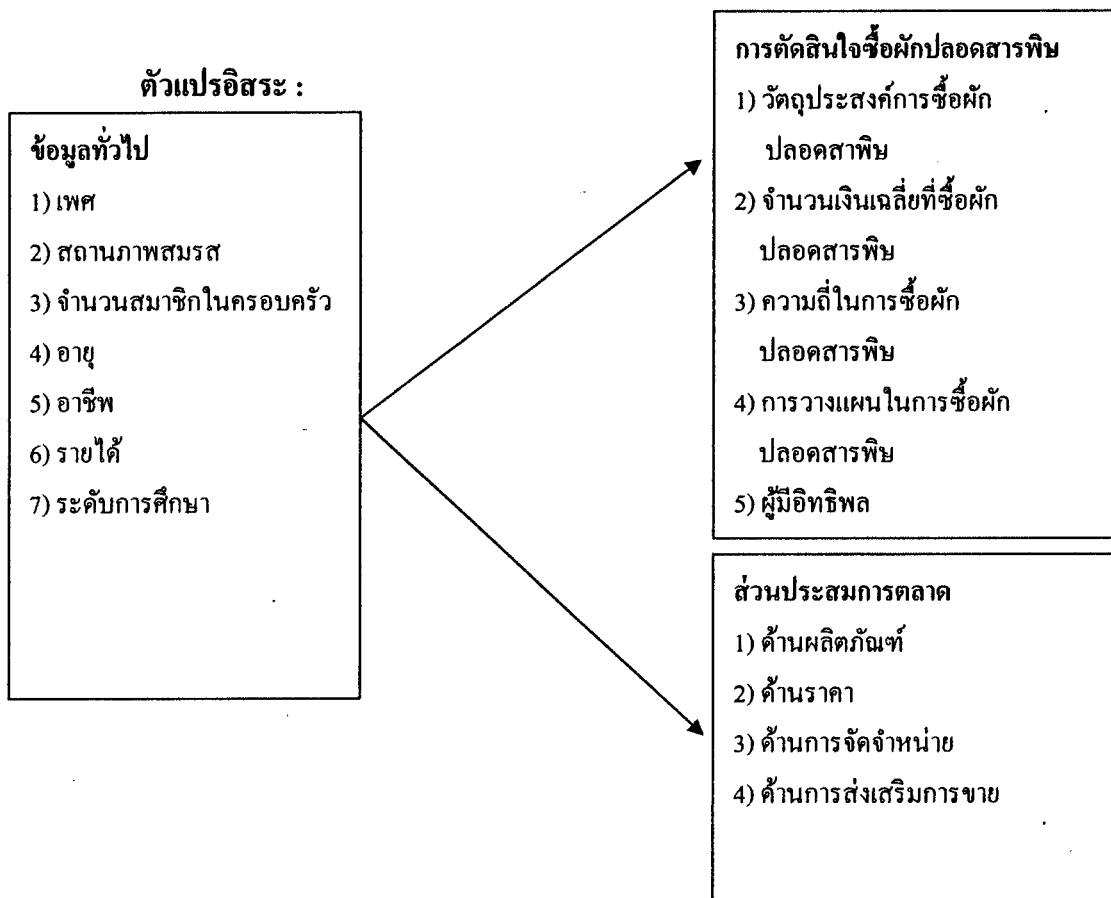 ตัวแปรอิสระ :
ข้อมูลทั่วไป
1) เพศ
2) สถานภาพสมรส
3) จำนวนสมาชิกในครอบครัว
4) อายุ
5) อาชีพ
6) รายได้
7) ระดับการศึกษา
การตัดสินใจซื้อผักปลอดสารพิษ
1) วัตถุประสงค์การซื้อผัก
ปลอดสาพิษ
2) จำนวนเงินเฉลี่ยที่ซื้อผัก
ปลอดสารพิษ
3) ความถี่ในการซื้อผัก
ปลอดสารพิษ
4) การวางแผนในการซื้อผัก
ปลอดสารพิษ
5) ผู้มีอิทธิพล
ส่วนประสมการตลาด
1) ด้านผลิตภัณฑ์
2) ด้านราคา
3) ด้านการจัดจำหน่าย
4) ด้านการส่งเสริมการขาย